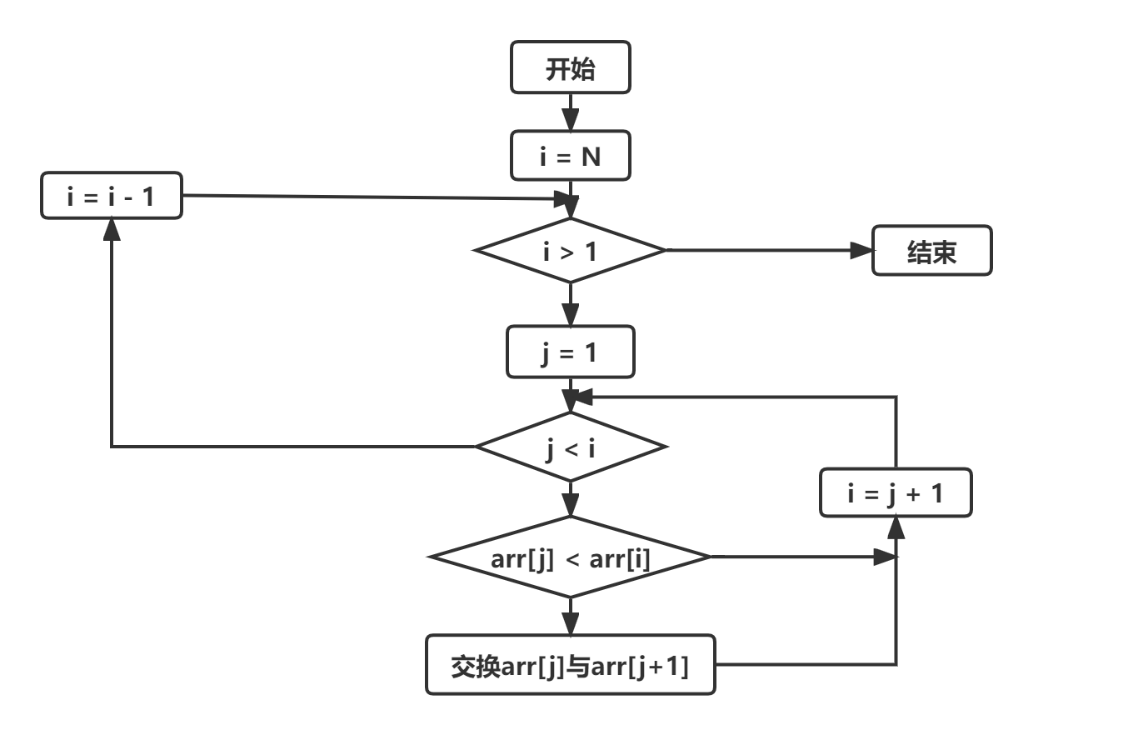 开始
i = N
i = i - 1
i > 1
结束
j = 1
j < i
i = j + 1
arr[j] < arr[i]
交换arr[j]与arr[j+1]